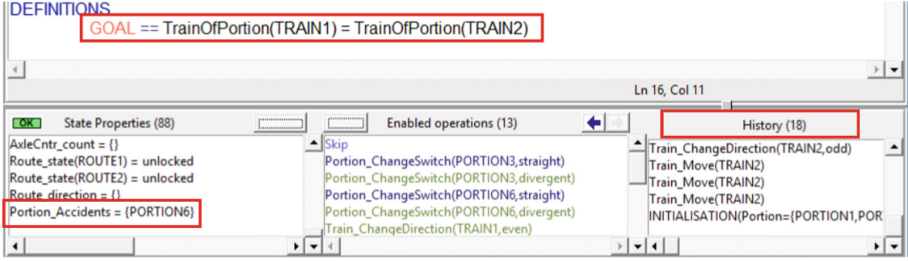 DEFINITIONS
GOAL == TrainOfPortion(TRAIN1) = TrainOfPortion(TRAIN2)
Ln 16, Col 11
OK State Properties (88)
AxleCntr_count = {}
Route_state(ROUTE1) = unlocked
Route_state(ROUTE2) = unlocked
Route_direction = {}
Portion_Accidents = {PORTION6}
Enabled operations (13)
Skip
Portion_ChangeSwitch(PORTION3,straight)
Portion_ChangeSwitch(PORTION3,divergent)
Portion_ChangeSwitch(PORTION6,straight)
Portion_ChangeSwitch(PORTION6,divergent)
Train_ChangeDirection(TRAIN1,even)
History (18)
Train_ChangeDirection(TRAIN2,odd)
Train_Move(TRAIN2)
Train_Move(TRAIN2)
Train_Move(TRAIN2)
INITIALISATION(Portion={PORTION1,POR